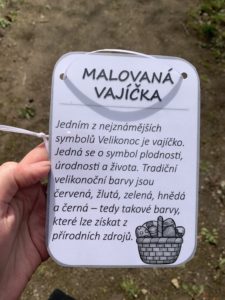 MALOVANÁ
VAJÍČKA
Jedním z nejznámějších
symbolů Velikonoc je vajíčko.
Jedná se o symbol plodnosti,
úrodnosti a života. Tradiční
velikonoční barvy jsou
červená, žlutá, zelená, hnědá
a černá – tedy takové barvy,
které lze získat z
přírodních zdrojů.